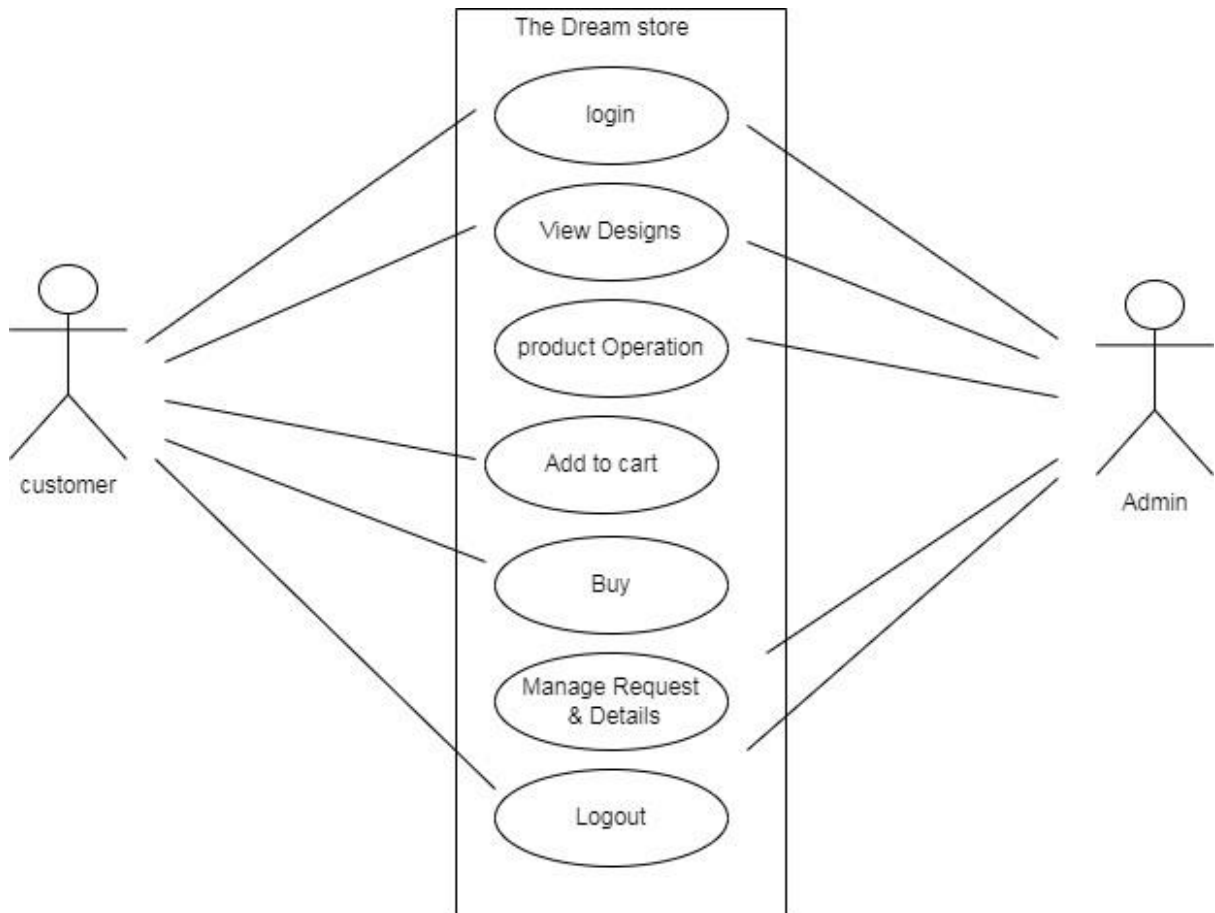 The Dream store
login
View Designs
product Operation
Add to cart
customer
Admin
Buy
Manage Request
& Details
Logout